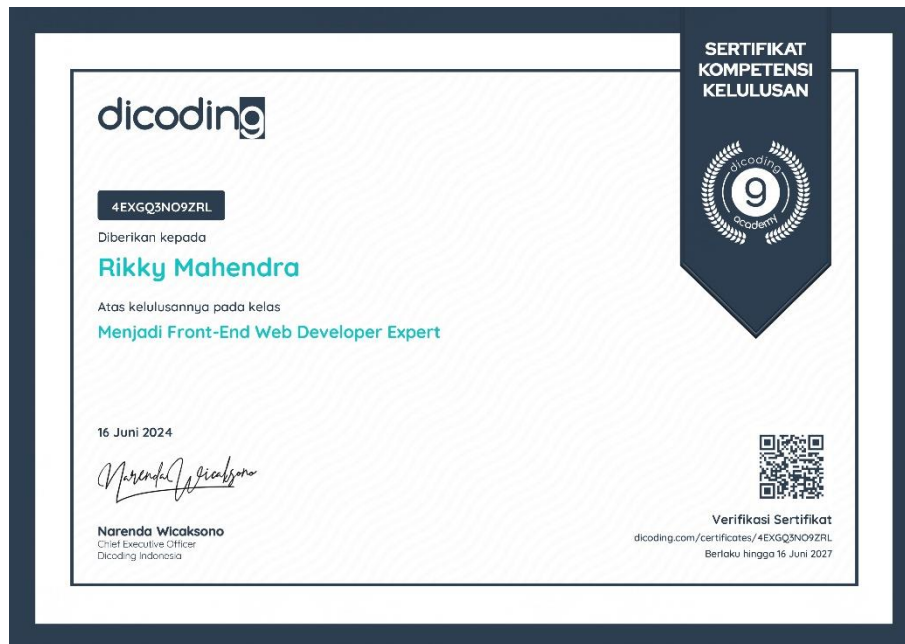 SERTIFIKAT
KOMPETENSI
KELULUSAN
dicoding
dicoding
9
academy
4EXGQ3NO9ZRL
Diberikan kepada
Rikky Mahendra
Atas kelulusannya pada kelas
Menjadi Front-End Web Developer Expert
16 Juni 2024
Narenda Wicaksono
Narenda Wicaksono
Chief Executive Officer
Dicoding Indonesia
Verifikasi Sertifikat
dicoding.com/certificates/4EXGQ3NO9ZRL
Berlaku hingga 16 Juni 2027